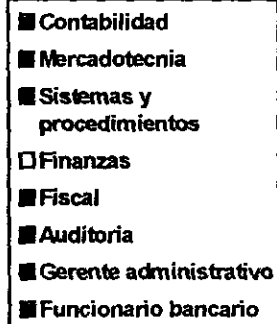 Contabilidad
Mercadotecnia
Sistemas y
procedimientos
Finanzas
Fiscal
Auditoria
Gerente administrativo
Funcionario bancario